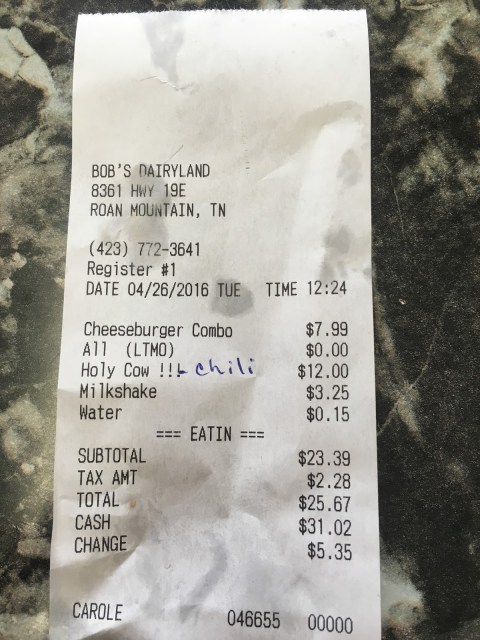 BOB'S DAIRYLAND
8361 HWY 19E
ROAN MOUNTAIN, TN
(423) 772-3641
Register #1
DATE 04/26/2016 TUE TIME 12:24
Cheeseburger Combo $7.99
All (LTMO) $0.00
Holy Cow !!! - chili $12.00
Milkshake $3.25
Water $0.15
=== EATIN ===
SUBTOTAL $23.39
TAX AMT $2.28
TOTAL $25.67
CASH $31.02
CHANGE $5.35
CAROLE 046655 00000